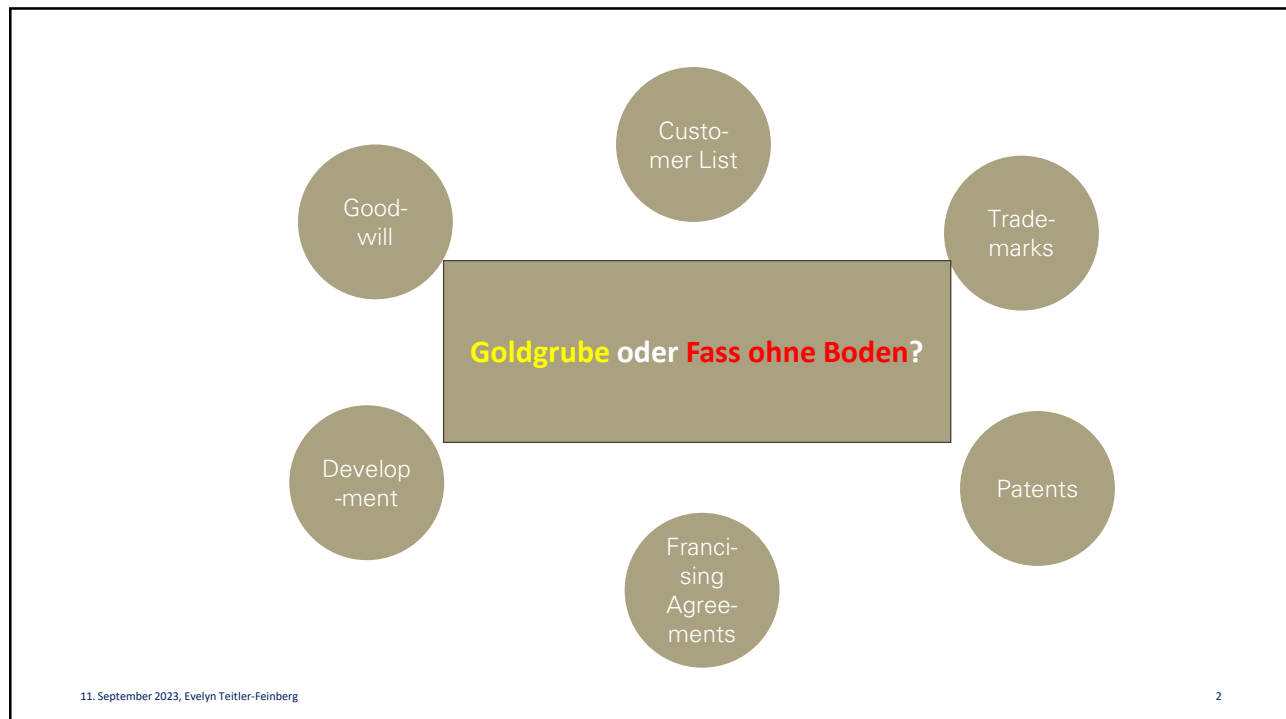 Custo-
mer List
Good-
will
Trade-
marks
Goldgrube oder Fass ohne Boden?
Develop
-ment
Patents
Franci-
sing
Agree-
ments
11. September 2023, Evelyn Teitler-Feinberg
2